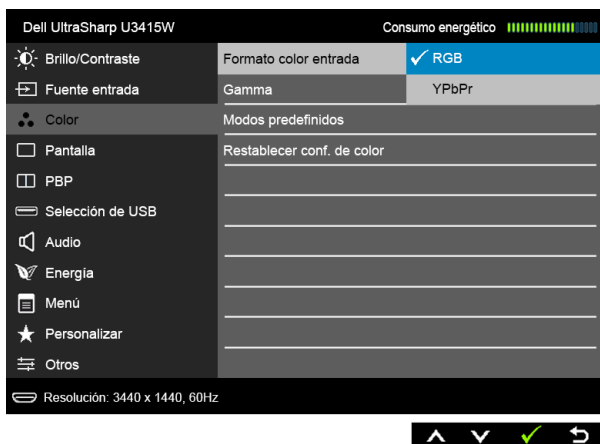 Dell UltraSharp U3415W
Consumo energético
Brillo/Contraste
Formato color entrada
RGB
Fuente entrada
Gamma
YPbPr
Color
Modos predefinidos
Pantalla
Restablecer conf. de color
PBP
Selección de USB
Audio
Energía
Menú
Personalizar
Otros
Resolución: 3440 x 1440, 60Hz